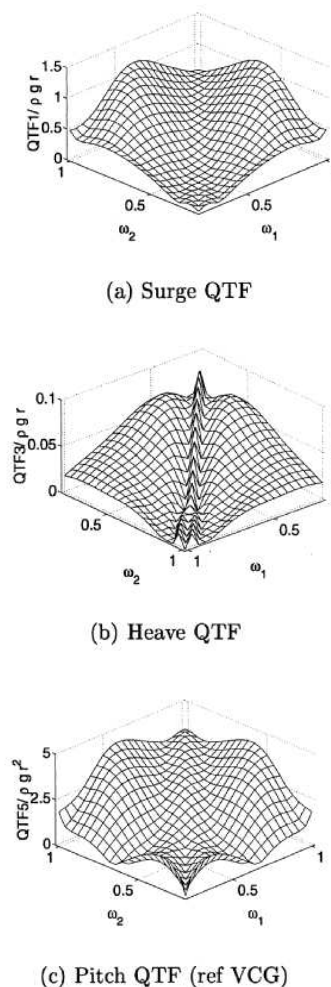 1.5
1
0.5
0
QTF1/ ρ g r
1
0.5
0.5
ω2
ω1
(a) Surge QTF
0.1
0.05
0
QTF3/ ρ g r
0.5
0.5
1 1
ω2
ω1
(b) Heave QTF
5
2.5
0
QTF5/ρ g r²
1
0.5
0.5
1
ω2
ω1
(c) Pitch QTF (ref VCG)